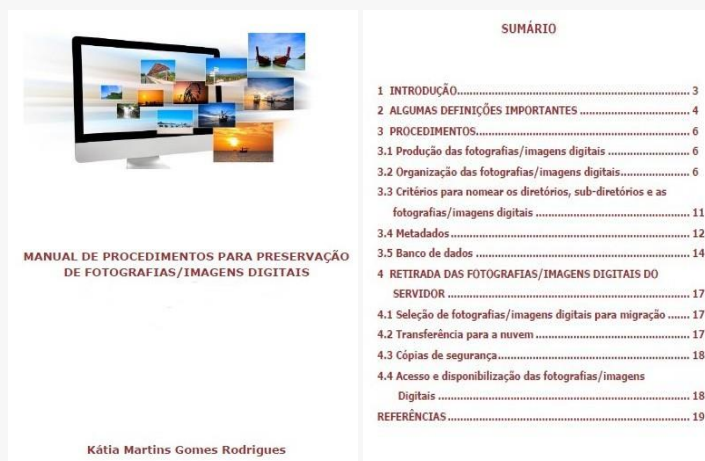 MANUAL DE PROCEDIMENTOS PARA PRESERVAÇÃO
DE FOTOGRAFIAS/IMAGENS DIGITAIS
Kátia Martins Gomes Rodrigues
SUMÁRIO
1 INTRODUÇÃO........................................................................ 3
2 ALGUMAS DEFINIÇÕES IMPORTANTES ................................ 4
3 PROCEDIMENTOS................................................................ 6
3.1 Produção das fotografias/imagens digitais ........................ 6
3.2 Organização das fotografias/imagens digitais..................... 6
3.3 Critérios para nomear os diretórios, sub-diretórios e as
fotografias/imagens digitais ............................................ 11
3.4 Metadados...................................................................... 12
3.5 Banco de dados ............................................................... 14
4 RETIRADA DAS FOTOGRAFIAS/IMAGENS DIGITAIS DO
SERVIDOR ...................................................................... 17
4.1 Seleção de fotografias/imagens digitais para migração ....... 17
4.2 Transferência para a nuvem ............................................ 17
4.3 Cópias de segurança........................................................ 18
4.4 Acesso e disponibilização das fotografias/imagens
Digitais ......................................................................... 18
REFERÊNCIAS ...................................................................... 19